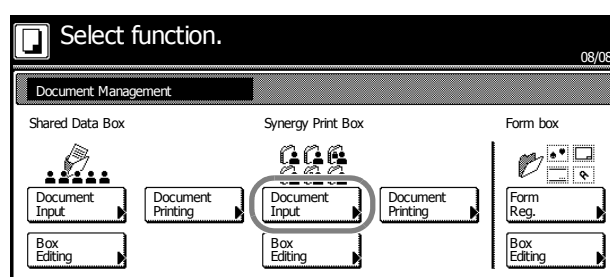 Select function.
08/08
Document Management
Shared Data Box
Synergy Print Box
Form box
Document
Input
Document
Printing
Document
Input
Document
Printing
Form
Reg.
Box
Editing
Box
Editing
Box
Editing